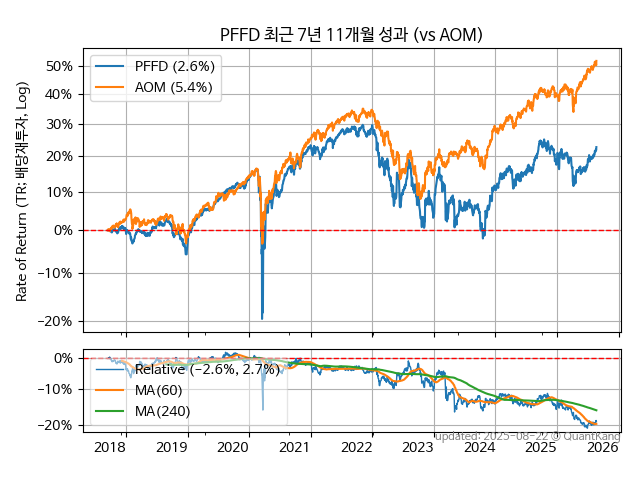 PFFD 최근 7년 11개월 성과 (vs AOM)
Rate of Return (TR: 배당재투자, Log)
PFFD (2.6%)
AOM (5.4%)
50%
40%
30%
20%
10%
0%
−10%
−20%
Relative (−2.6%, 2.7%)
MA(60)
MA(240)
0%
−10%
−20%
updated: 2025-08-22 © QuantKang
2018 2019 2020 2021 2022 2023 2024 2025 2026